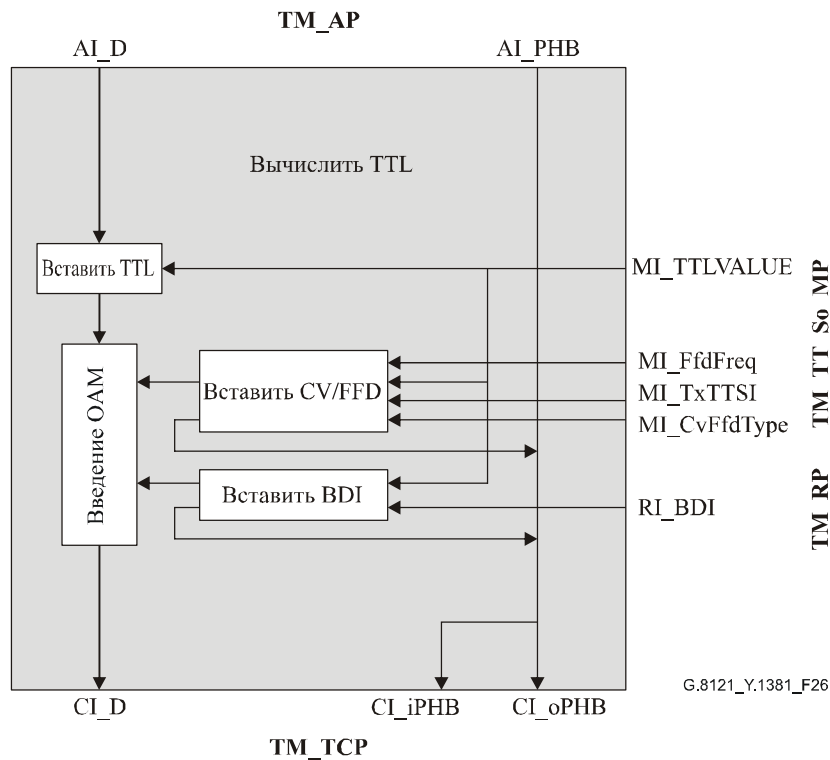 TM_AP
AI_D
AI_PHB
Вычислить TTL
Вставить TTL
MI_TTLVALUE
Введение OAM
Вставить CV/FFD
MI_FfdFreq
MI_TxTTSI
MI_CvFfdType
TM_TT_So_MP
Вставить BDI
RI_BDI
TM_RP
CI_D
CI_iPHB
CI_oPHB
G.8121_Y.1381_F26
TM_TCP